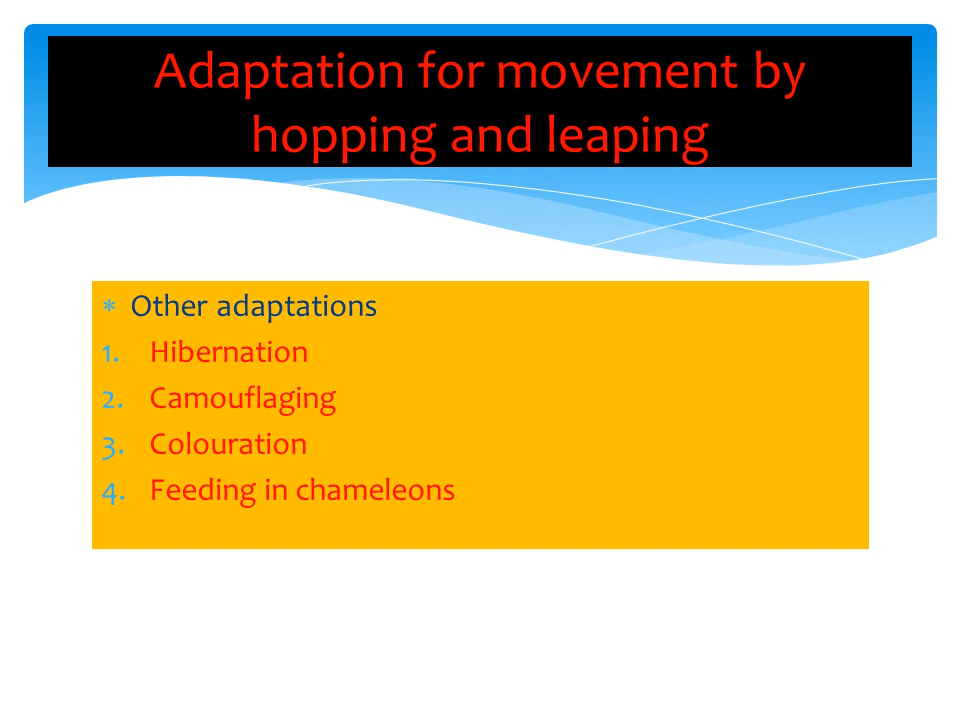 Adaptation for movement by
hopping and leaping
* Other adaptations
1. Hibernation
2. Camouflaging
3. Colouration
4. Feeding in chameleons